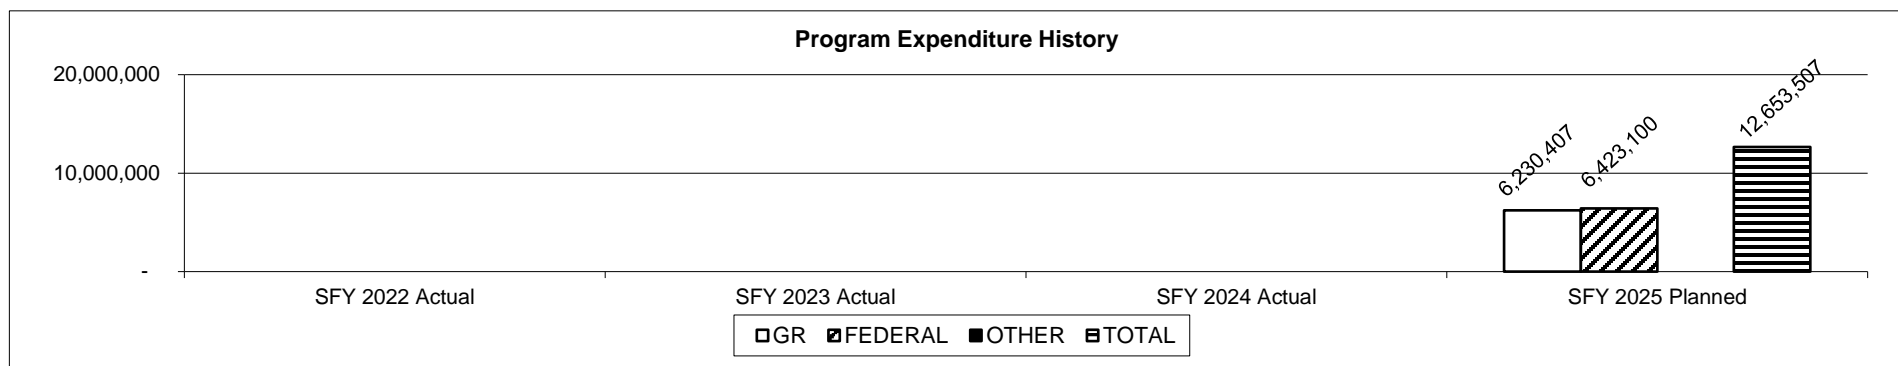 Program Expenditure History
20,000,000
10,000,000
-
6,230,407
6,423,100
12,653,507
SFY 2022 Actual SFY 2023 Actual SFY 2024 Actual SFY 2025 Planned
GR FEDERAL OTHER TOTAL